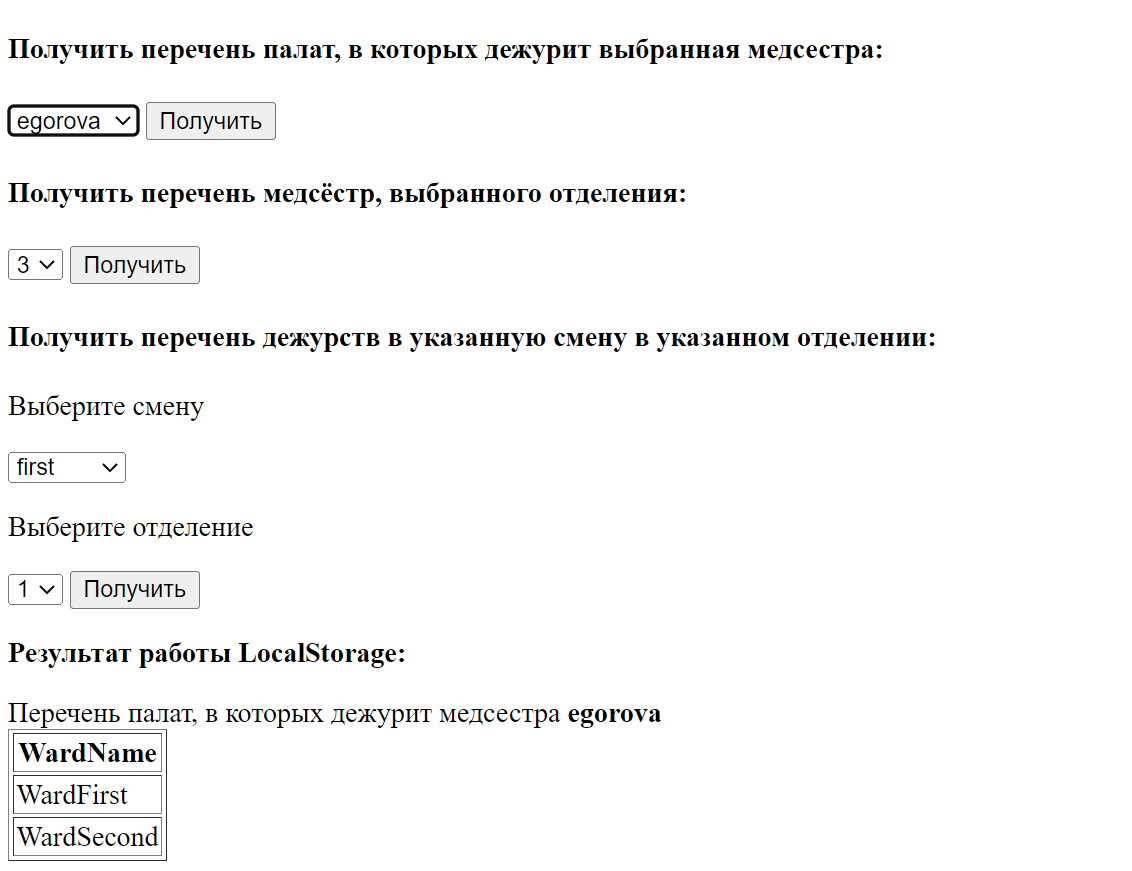 Получить перечень палат, в которых дежурит выбранная медсестра:
egorova Получить
Получить перечень медсёстр, выбранного отделения:
3 Получить
Получить перечень дежурств в указанную смену в указанном отделении:
Выберите смену
first
Выберите отделение
1 Получить
Результат работы LocalStorage:
Перечень палат, в которых дежурит медсестра egorova
WardName
WardFirst
WardSecond